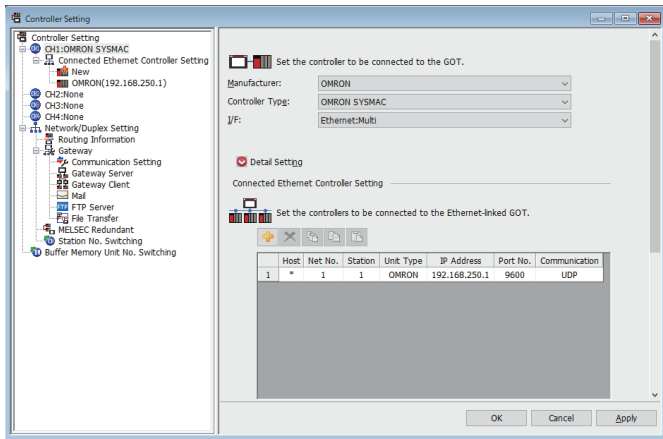 Controller Setting
Controller Setting
CH1:OMRON SYSMAC
Connected Ethernet Controller Setting
New
OMRON(192.168.250.1)
CH2:None
CH3:None
CH4:None
Network/Duplex Setting
Routing Information
Gateway
Communication Setting
Gateway Server
Gateway Client
Mail
FTP Server
File Transfer
MELSEC Redundant
Station No. Switching
Buffer Memory Unit No. Switching
Set the controller to be connected to the GOT.
Manufacturer: OMRON
Controller Type: OMRON SYSMAC
I/F: Ethernet:Multi
Detail Setting
Connected Ethernet Controller Setting
Set the controllers to be connected to the Ethernet-linked GOT.
Host Net No. Station Unit Type IP Address Port No. Communication
1 * 1 1 OMRON 192.168.250.1 9600 UDP
OK Cancel Apply